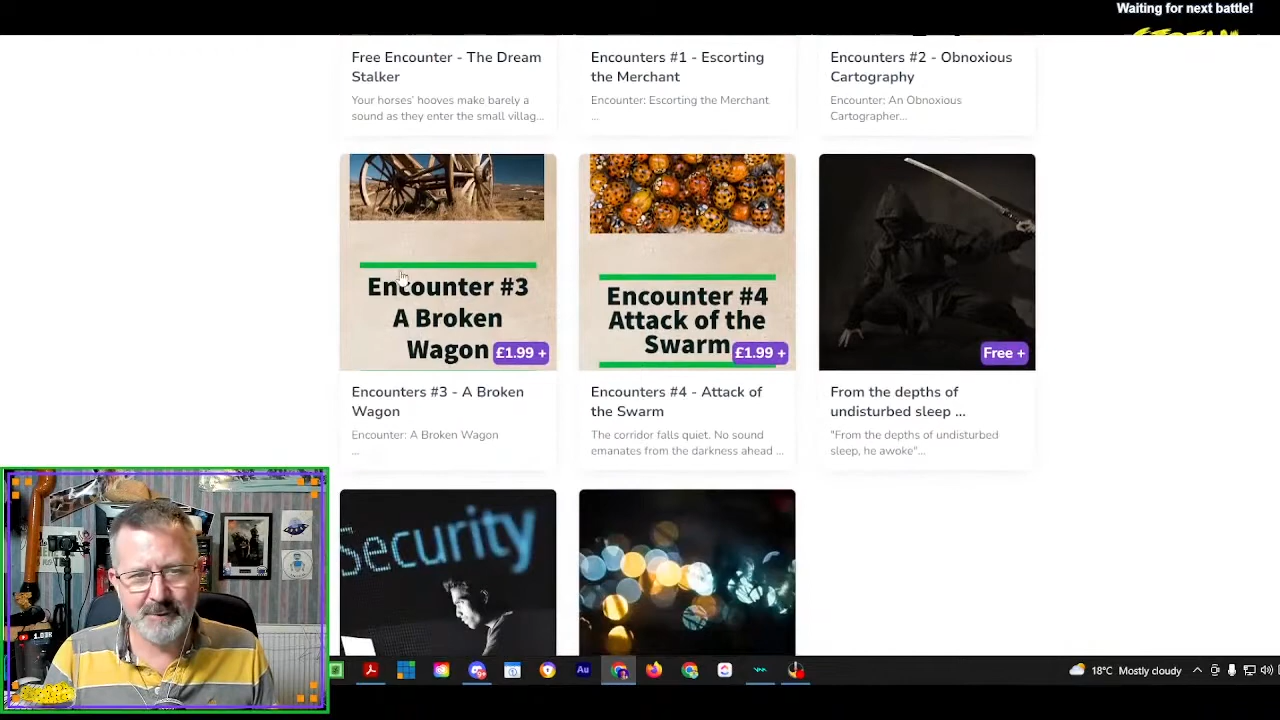 Waiting for next battle!
Free Encounter - The Dream
Stalker
Your horses' hooves make barely a
sound as they enter the small villag...
Encounters #1 - Escorting
the Merchant
Encounter: Escorting the Merchant
...
Encounters #2 - Obnoxious
Cartography
Encounter: An Obnoxious
Cartographer...
Encounter #3
A Broken
Wagon
£1.99 +
Encounters #3 - A Broken
Wagon
Encounter: A Broken Wagon
...
Encounter #4
Attack of the
Swarm
£1.99 +
Encounters #4 - Attack of
the Swarm
The corridor falls quiet. No sound
emanates from the darkness ahead ...
Free +
From the depths of
undisturbed sleep ...
"From the depths of undisturbed
sleep, he awoke"...
Security
Au
18°C Mostly cloudy